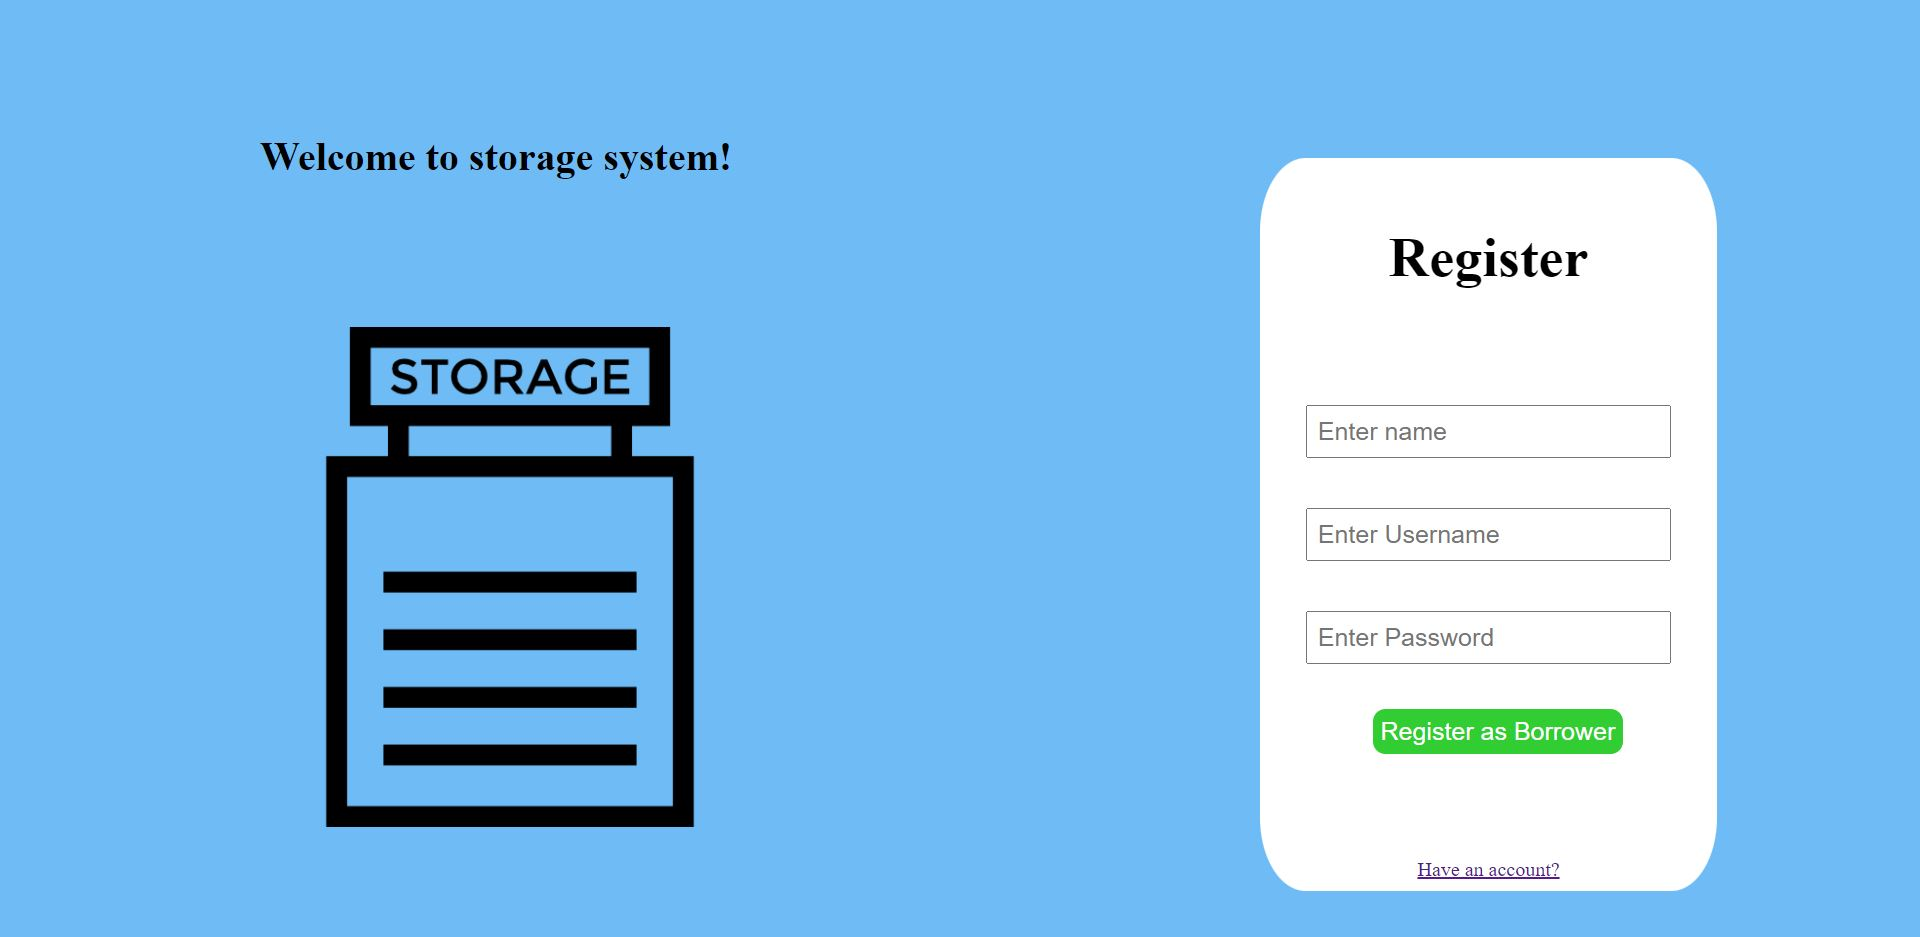 Welcome to storage system!
STORAGE
Register
Enter name
Enter Username
Enter Password
Register as Borrower
Have an account?